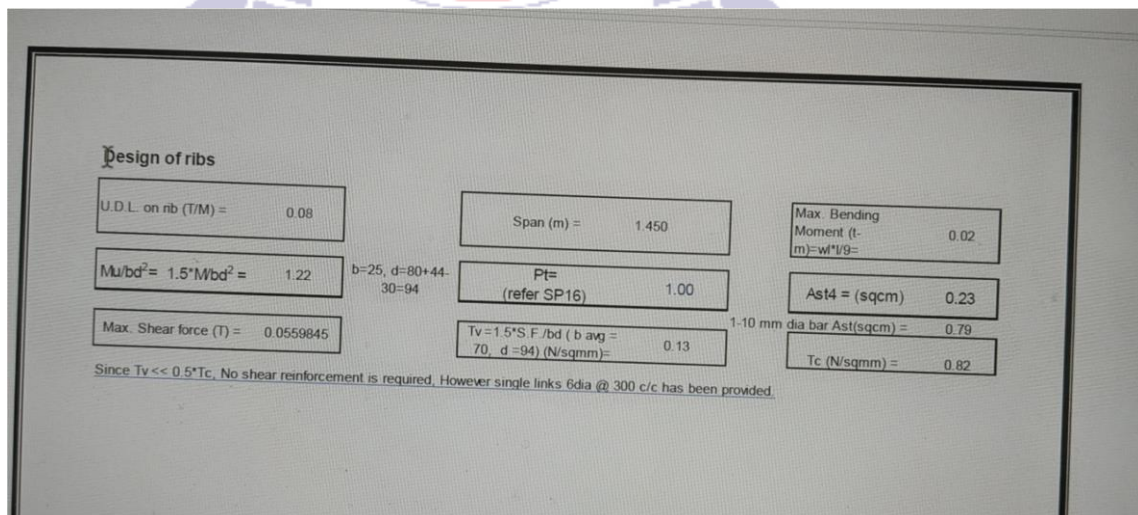 Design of ribs
U.D.L. on rib (T/M) = 0.08
Span (m) = 1.450
Max. Bending
Moment (t-
m)=wl*l/9= 0.02
Mu/bd²= 1.5*M/bd² = 1.22
b=25, d=80+44-
30=94
Pt=
(refer SP16) 1.00
Ast4 = (sqcm) 0.23
1-10 mm dia bar Ast(sqcm) = 0.79
Max. Shear force (T) = 0.0559845
Tv=1.5*S.F./bd ( b avg =
70, d =94) (N/sqmm)= 0.13
Tc (N/sqmm) = 0.82
Since Tv<< 0.5*Tc, No shear reinforcement is required, However single links 6dia @ 300 c/c has been provided.